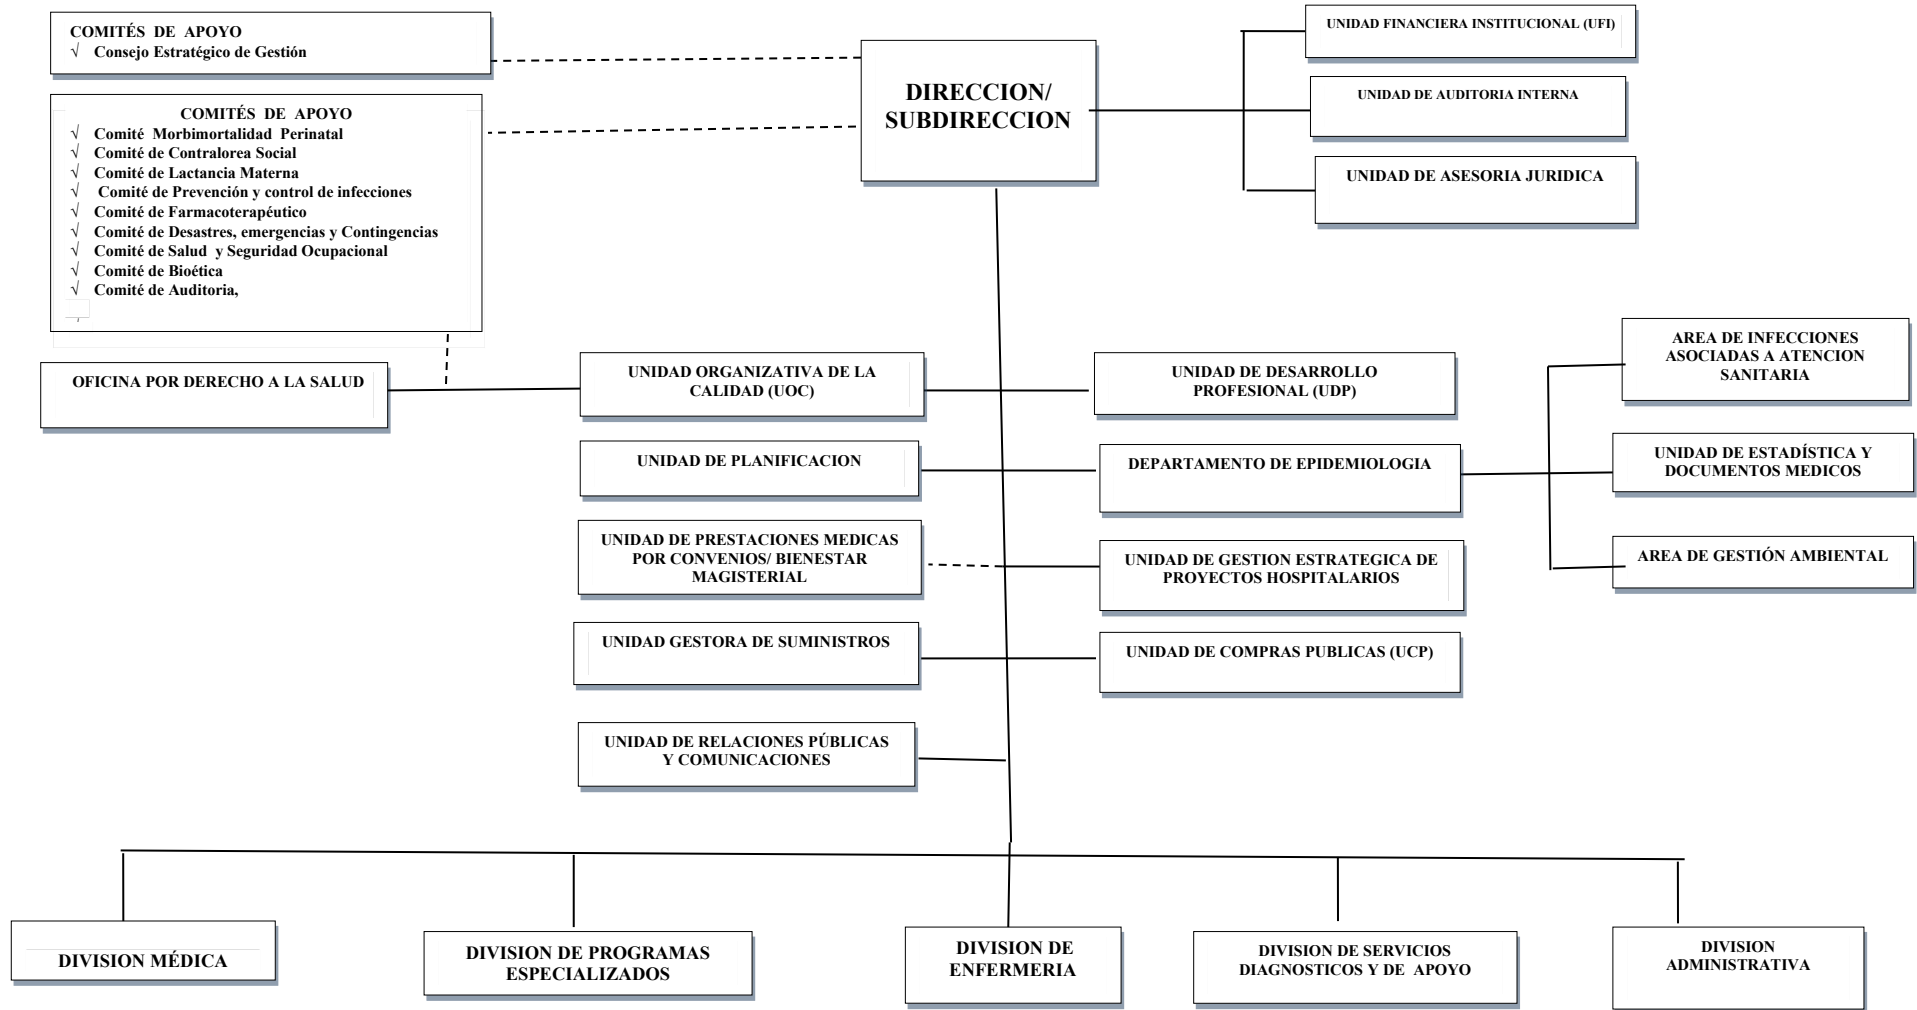 COMITÉS DE APOYO
√ Consejo Estratégico de Gestión
COMITÉS DE APOYO
√ Comité Morbimortalidad Perinatal
√ Comité de Contralorea Social
√ Comité de Lactancia Materna
√ Comité de Prevención y control de infecciones
√ Comité de Farmacoterapéutico
√ Comité de Desastres, emergencias y Contingencias
√ Comité de Salud y Seguridad Ocupacional
√ Comité de Bioética
√ Comité de Auditoria,
DIRECCION/
SUBDIRECCION
UNIDAD FINANCIERA INSTITUCIONAL (UFI)
UNIDAD DE AUDITORIA INTERNA
UNIDAD DE ASESORIA JURIDICA
OFICINA POR DERECHO A LA SALUD
UNIDAD ORGANIZATIVA DE LA
CALIDAD (UOC)
UNIDAD DE DESARROLLO
PROFESIONAL (UDP)
AREA DE INFECCIONES
ASOCIADAS A ATENCION
SANITARIA
UNIDAD DE PLANIFICACION
DEPARTAMENTO DE EPIDEMIOLOGIA
UNIDAD DE ESTADÍSTICA Y
DOCUMENTOS MEDICOS
UNIDAD DE PRESTACIONES MEDICAS
POR CONVENIOS/ BIENESTAR
MAGISTERIAL
UNIDAD DE GESTION ESTRATEGICA DE
PROYECTOS HOSPITALARIOS
AREA DE GESTIÓN AMBIENTAL
UNIDAD GESTORA DE SUMINISTROS
UNIDAD DE COMPRAS PUBLICAS (UCP)
UNIDAD DE RELACIONES PÚBLICAS
Y COMUNICACIONES
DIVISION MÉDICA
DIVISION DE PROGRAMAS
ESPECIALIZADOS
DIVISION DE
ENFERMERIA
DIVISION DE SERVICIOS
DIAGNOSTICOS Y DE APOYO
DIVISION
ADMINISTRATIVA